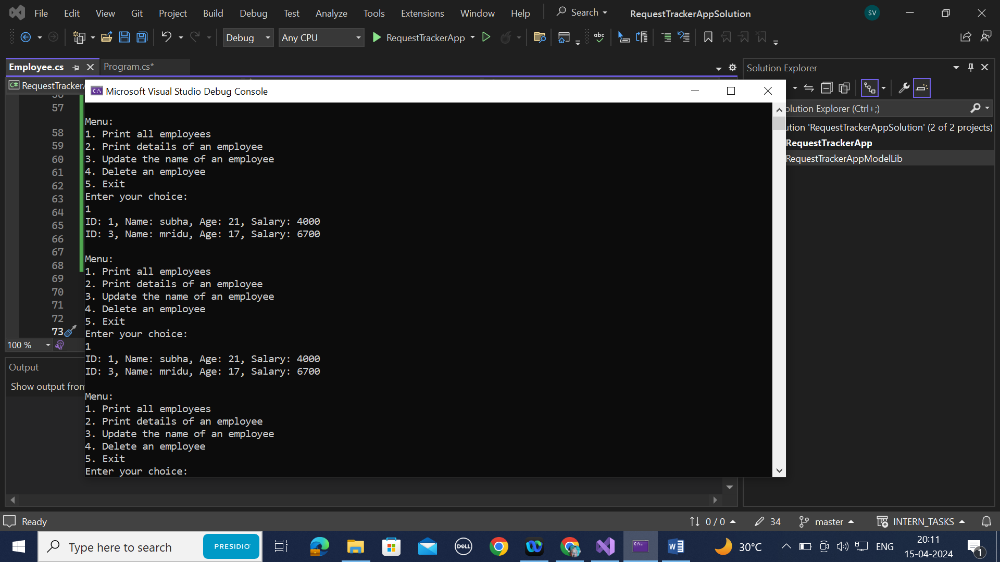 File Edit View Git Project Build Debug Test Analyze Tools Extensions Window Help Search RequestTrackerAppSolution SV
Debug Any CPU RequestTrackerApp
Employee.cs Program.cs*
Solution Explorer
C# RequestTracker
Microsoft Visual Studio Debug Console
olution Explorer (Ctrl+;)
ution 'RequestTrackerAppSolution' (2 of 2 projects)
RequestTrackerApp
RequestTrackerAppModelLib
57
58
59
60
61
62
63
64
65
66
67
68
69
70
71
72
73
100 %
Output
Show output from
Menu:
1. Print all employees
2. Print details of an employee
3. Update the name of an employee
4. Delete an employee
5. Exit
Enter your choice:
1
ID: 1, Name: subha, Age: 21, Salary: 4000
ID: 3, Name: mridu, Age: 17, Salary: 6700
Menu:
1. Print all employees
2. Print details of an employee
3. Update the name of an employee
4. Delete an employee
5. Exit
Enter your choice:
1
ID: 1, Name: subha, Age: 21, Salary: 4000
ID: 3, Name: mridu, Age: 17, Salary: 6700
Menu:
1. Print all employees
2. Print details of an employee
3. Update the name of an employee
4. Delete an employee
5. Exit
Enter your choice:
Ready 0 / 0 34 master INTERN_TASKS
Type here to search PRESIDIO DELL 30°C ENG 20:11
15-04-2024 1